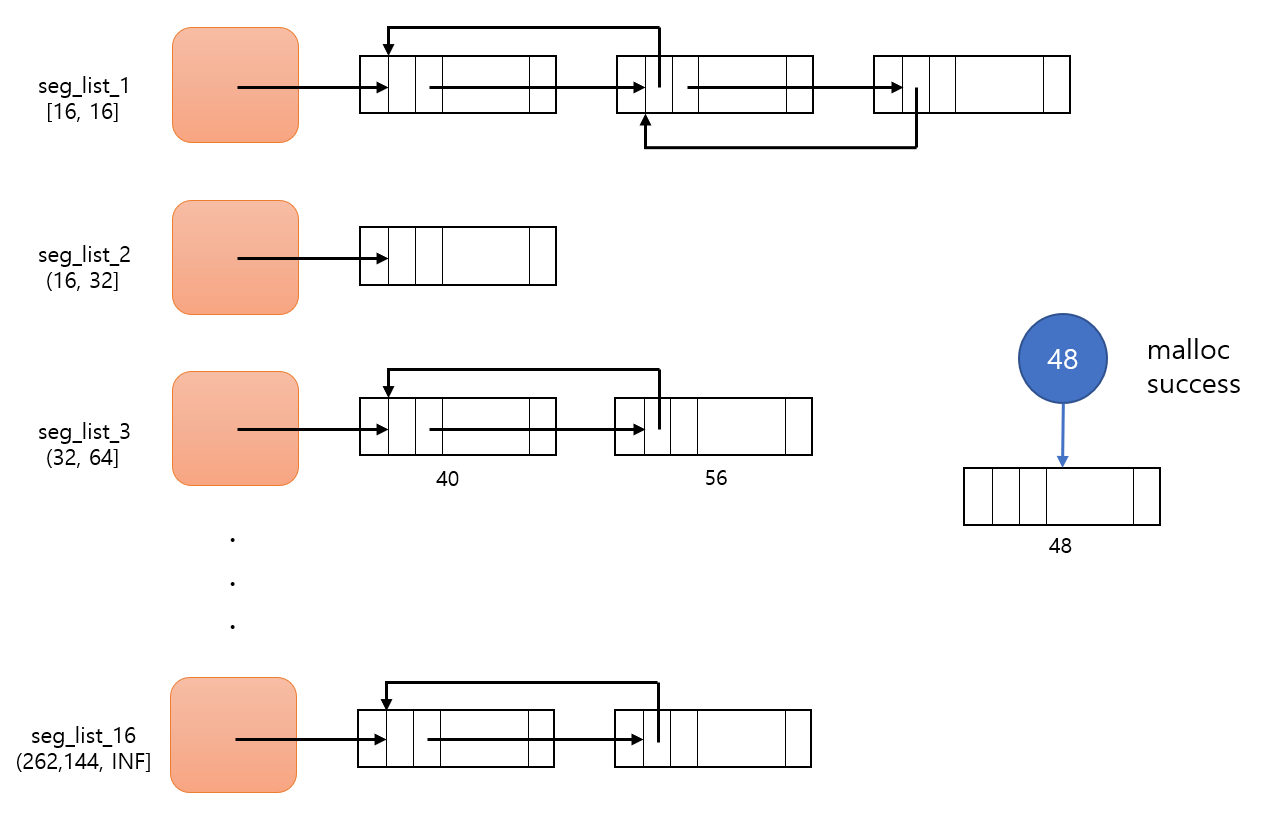 seg_list_1
[16, 16]
seg_list_2
(16, 32]
48
malloc
success
seg_list_3
(32, 64]
40
56
48
.
.
.
seg_list_16
(262,144, INF]